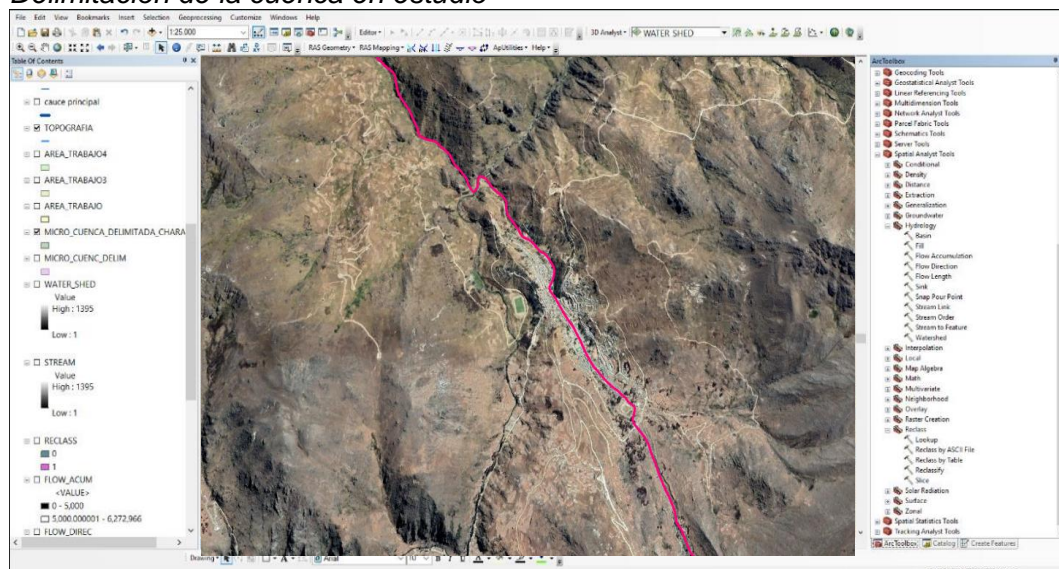 Delimitación de la cuenca en estudio
File Edit View Bookmarks Insert Selection Geoprocessing Customize Windows Help
1:25.000
Editor
3D Analyst
WATER SHED
RAS Geometry RAS Mapping ApUtilities Help
Table Of Contents
cauce principal
TOPOGRAFIA
AREA_TRABAJO4
AREA_TRABAJO3
AREA_TRABAJO
MICRO_CUENCA_DELIMITADA_CHARA
MICRO_CUENC_DELIM
WATER_SHED
Value
High : 1395
Low : 1
STREAM
Value
High : 1395
Low : 1
RECLASS
0
1
FLOW_ACUM
<VALUE>
0 - 5,000
5,000.000001 - 6,272,966
FLOW_DIREC
ArcToolbox
Geocoding Tools
Geostatistical Analyst Tools
Linear Referencing Tools
Multidimension Tools
Network Analyst Tools
Parcel Fabric Tools
Schematics Tools
Server Tools
Spatial Analyst Tools
Conditional
Density
Distance
Extraction
Generalization
Groundwater
Hydrology
Basin
Fill
Flow Accumulation
Flow Direction
Flow Length
Sink
Snap Pour Point
Stream Link
Stream Order
Stream to Feature
Watershed
Interpolation
Local
Map Algebra
Math
Multivariate
Neighborhood
Overlay
Raster Creation
Reclass
Lookup
Reclass by ASCII File
Reclass by Table
Reclassify
Slice
Solar Radiation
Surface
Zonal
Spatial Statistics Tools
Tracking Analyst Tools
ArcToolbox Catalog Create Features
Drawing A Arial 10 B I U A